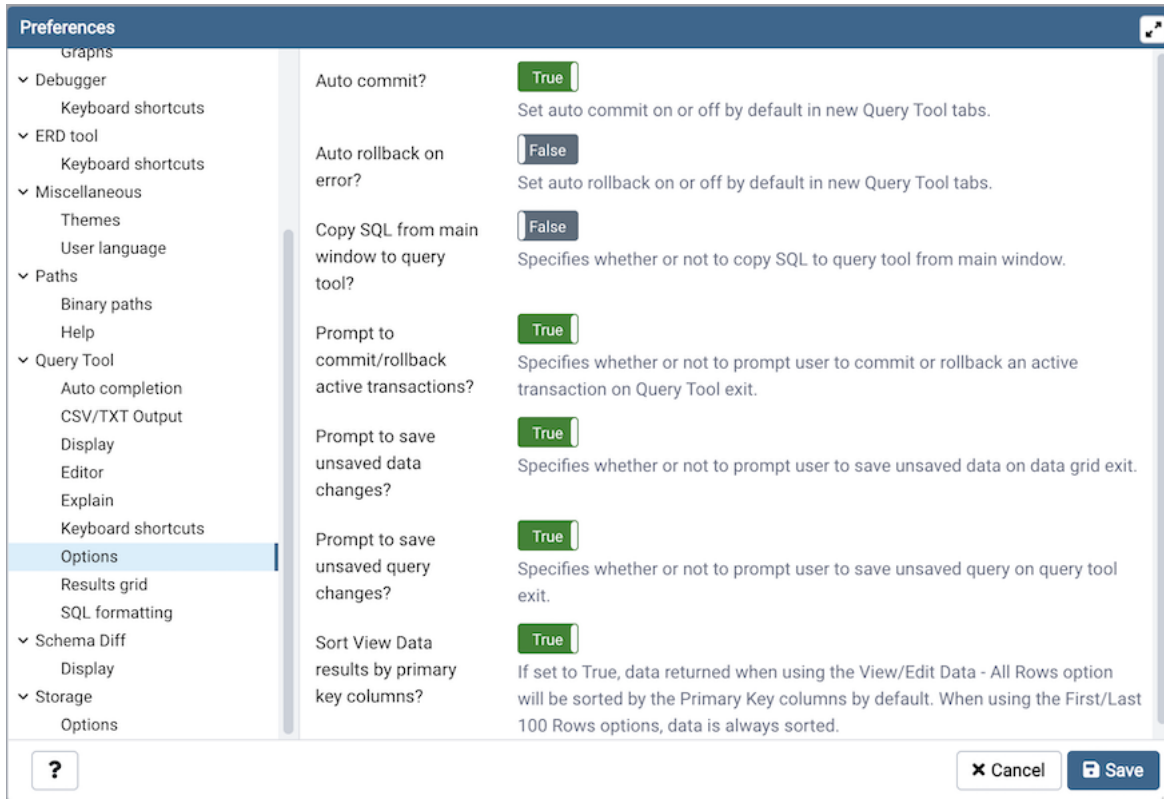 Preferences
Graphs
Debugger
Keyboard shortcuts
ERD tool
Keyboard shortcuts
Miscellaneous
Themes
User language
Paths
Binary paths
Help
Query Tool
Auto completion
CSV/TXT Output
Display
Editor
Explain
Keyboard shortcuts
Options
Results grid
SQL formatting
Schema Diff
Display
Storage
Options
Auto commit?
True
Set auto commit on or off by default in new Query Tool tabs.
Auto rollback on
error?
False
Set auto rollback on or off by default in new Query Tool tabs.
Copy SQL from main
window to query
tool?
False
Specifies whether or not to copy SQL to query tool from main window.
Prompt to
commit/rollback
active transactions?
True
Specifies whether or not to prompt user to commit or rollback an active
transaction on Query Tool exit.
Prompt to save
unsaved data
changes?
True
Specifies whether or not to prompt user to save unsaved data on data grid exit.
Prompt to save
unsaved query
changes?
True
Specifies whether or not to prompt user to save unsaved query on query tool
exit.
Sort View Data
results by primary
key columns?
True
If set to True, data returned when using the View/Edit Data - All Rows option
will be sorted by the Primary Key columns by default. When using the First/Last
100 Rows options, data is always sorted.
?
Cancel
Save